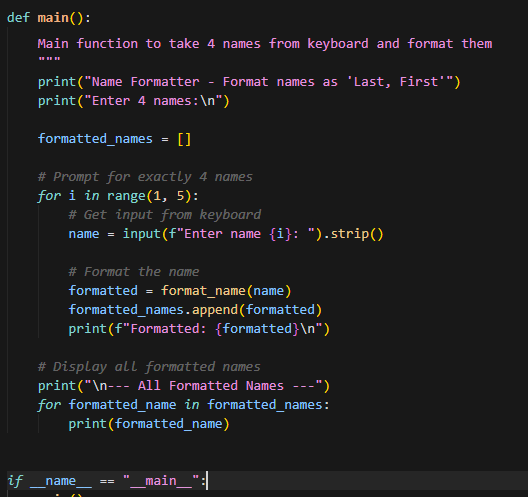 def main():
    Main function to take 4 names from keyboard and format them
    """
    print("Name Formatter - Format names as 'Last, First'")
    print("Enter 4 names:\n")
    formatted_names = []
    # Prompt for exactly 4 names
    for i in range(1, 5):
        # Get input from keyboard
        name = input(f"Enter name {i}: ").strip()
        # Format the name
        formatted = format_name(name)
        formatted_names.append(formatted)
        print(f"Formatted: {formatted}\n")
    # Display all formatted names
    print("\n--- All Formatted Names ---")
    for formatted_name in formatted_names:
        print(formatted_name)
if __name__ == "__main__":